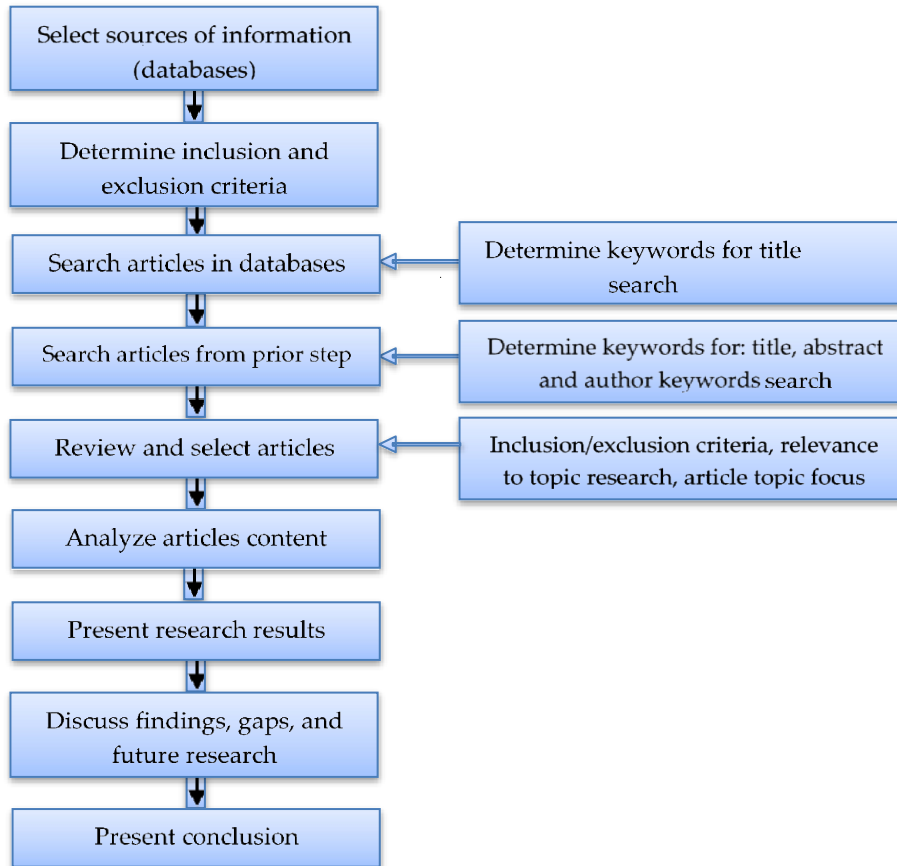 Select sources of information
(databases)
Determine inclusion and
exclusion criteria
Search articles in databases
Determine keywords for title
search
Search articles from prior step
Determine keywords for: title, abstract
and author keywords search
Review and select articles
Inclusion/exclusion criteria, relevance
to topic research, article topic focus
Analyze articles content
Present research results
Discuss findings, gaps, and
future research
Present conclusion